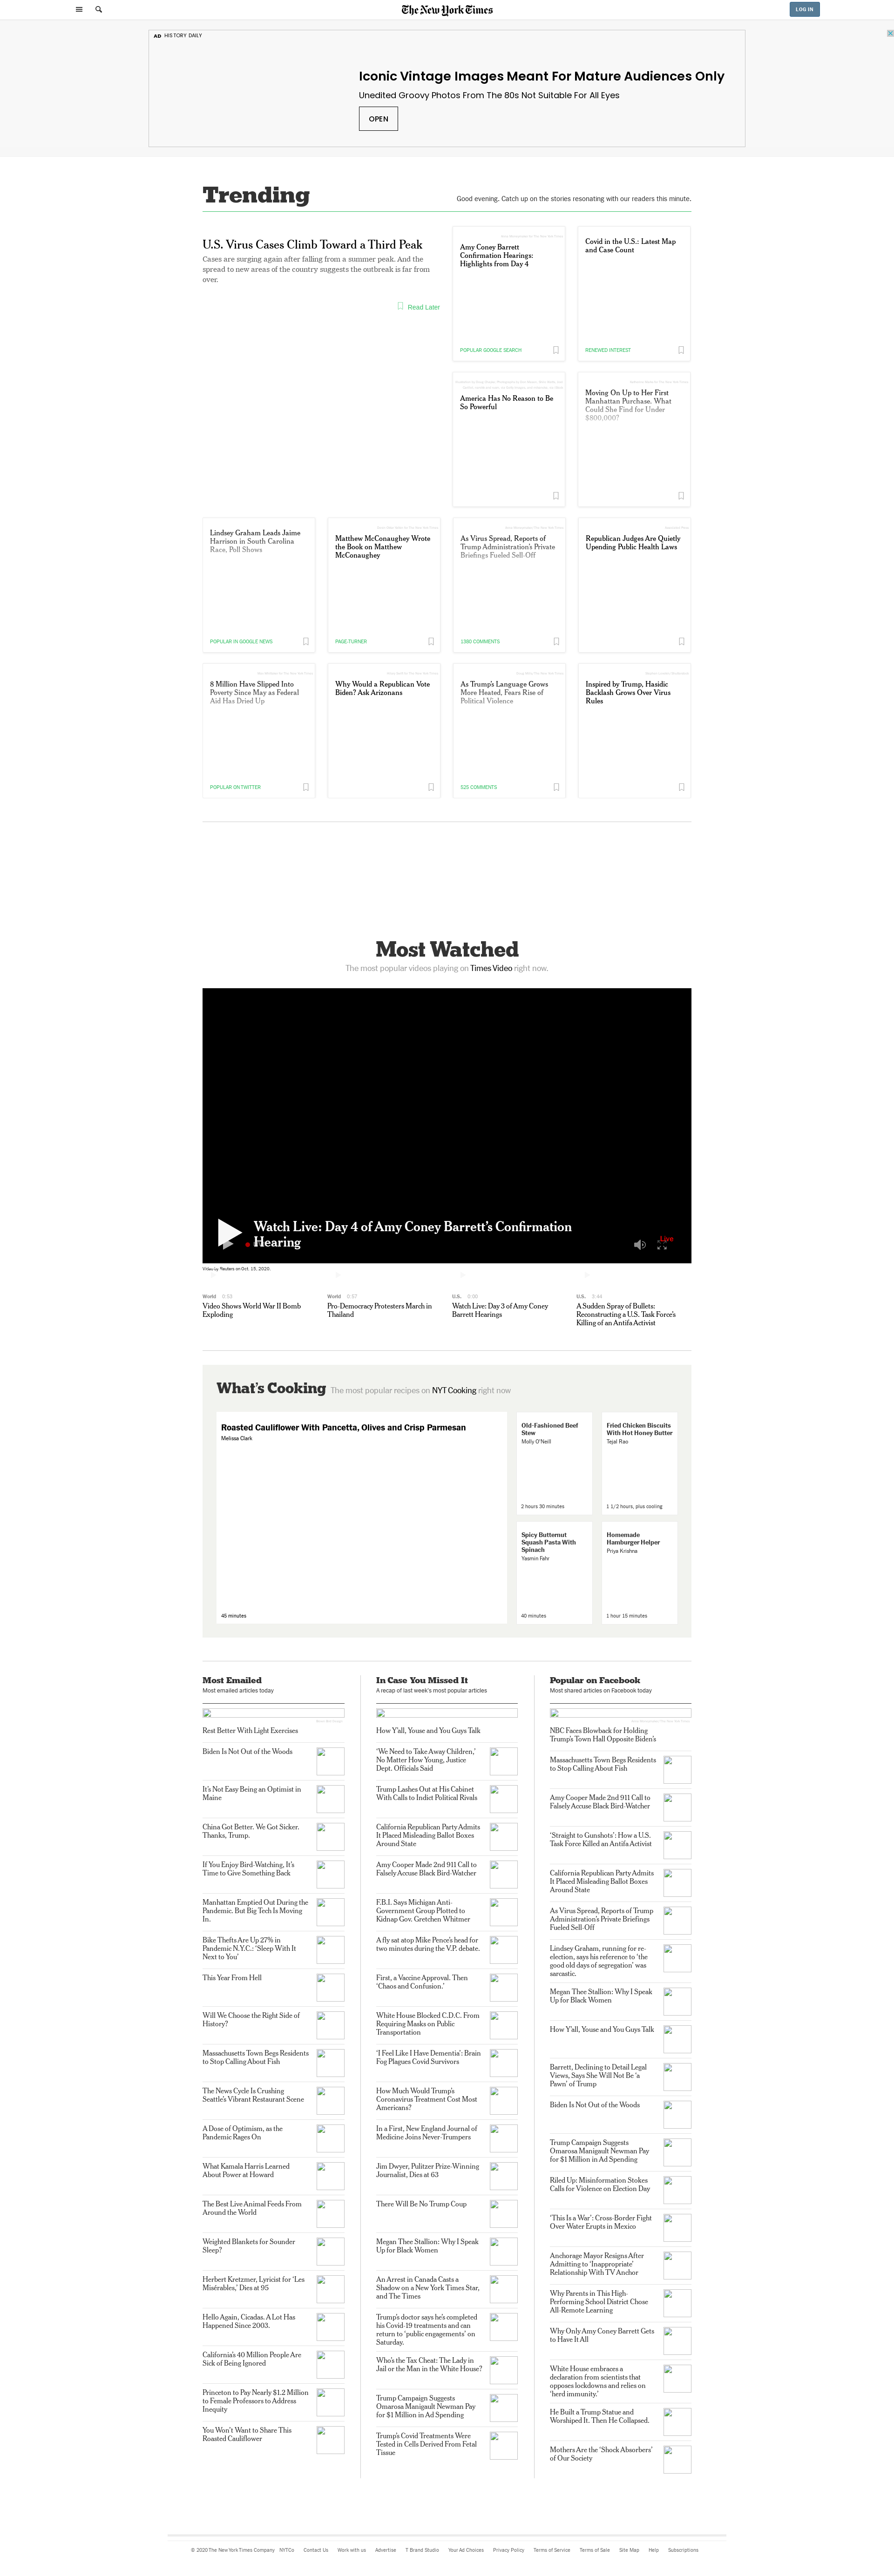 The New York Times
LOG IN
AD HISTORY DAILY
Iconic Vintage Images Meant For Mature Audiences Only
Unedited Groovy Photos From The 80s Not Suitable For All Eyes
OPEN
Trending
Good evening. Catch up on the stories resonating with our readers this minute.
U.S. Virus Cases Climb Toward a Third Peak
Cases are surging again after falling from a summer peak. And the
spread to new areas of the country suggests the outbreak is far from
over.
Read Later
Amy Coney Barrett
Confirmation Hearings:
Highlights from Day 4
POPULAR GOOGLE SEARCH
Covid in the U.S.: Latest Map
and Case Count
RENEWED INTEREST
America Has No Reason to Be
So Powerful
Moving On Up to Her First
Manhattan Purchase. What
Could She Find for Under
$800,000?
Lindsey Graham Leads Jaime
Harrison in South Carolina
Race, Poll Shows
POPULAR IN GOOGLE NEWS
Matthew McConaughey Wrote
the Book on Matthew
McConaughey
PAGE-TURNER
As Virus Spread, Reports of
Trump Administration's Private
Briefings Fueled Sell-Off
1380 COMMENTS
Republican Judges Are Quietly
Upending Public Health Laws
8 Million Have Slipped Into
Poverty Since May as Federal
Aid Has Dried Up
POPULAR ON TWITTER
Why Would a Republican Vote
Biden? Ask Arizonans
As Trump's Language Grows
More Heated, Fears Rise of
Political Violence
525 COMMENTS
Inspired by Trump, Hasidic
Backlash Grows Over Virus
Rules
Most Watched
The most popular videos playing on Times Video right now.
Watch Live: Day 4 of Amy Coney Barrett's Confirmation
Hearing
Live
Video by Reuters on Oct. 15, 2020.
World 0:53
Video Shows World War II Bomb
Exploding
World 0:57
Pro-Democracy Protesters March in
Thailand
U.S. 0:00
Watch Live: Day 3 of Amy Coney
Barrett Hearings
U.S. 3:44
A Sudden Spray of Bullets:
Reconstructing a U.S. Task Force's
Killing of an Antifa Activist
What's Cooking The most popular recipes on NYT Cooking right now
Roasted Cauliflower With Pancetta, Olives and Crisp Parmesan
Melissa Clark
45 minutes
Old-Fashioned Beef
Stew
Molly O'Neill
2 hours 30 minutes
Fried Chicken Biscuits
With Hot Honey Butter
Tejal Rao
1 1/2 hours, plus cooling
Spicy Butternut
Squash Pasta With
Spinach
Yasmin Fahr
40 minutes
Homemade
Hamburger Helper
Priya Krishna
1 hour 15 minutes
Most Emailed
Most emailed articles today
Rest Better With Light Exercises
Biden Is Not Out of the Woods
It's Not Easy Being an Optimist in
Maine
China Got Better. We Got Sicker.
Thanks, Trump.
If You Enjoy Bird-Watching, It's
Time to Give Something Back
Manhattan Emptied Out During the
Pandemic. But Big Tech Is Moving
In.
Bike Thefts Are Up 27% in
Pandemic N.Y.C.: 'Sleep With It
Next to You'
This Year From Hell
Will We Choose the Right Side of
History?
Massachusetts Town Begs Residents
to Stop Calling About Fish
The News Cycle Is Crushing
Seattle's Vibrant Restaurant Scene
A Dose of Optimism, as the
Pandemic Rages On
What Kamala Harris Learned
About Power at Howard
The Best Live Animal Feeds From
Around the World
Weighted Blankets for Sounder
Sleep?
Herbert Kretzmer, Lyricist for 'Les
Misérables,' Dies at 95
Hello Again, Cicadas. A Lot Has
Happened Since 2003.
California's 40 Million People Are
Sick of Being Ignored
Princeton to Pay Nearly $1.2 Million
to Female Professors to Address
Inequity
You Won't Want to Share This
Roasted Cauliflower
In Case You Missed It
A recap of last week's most popular articles
How Y'all, Youse and You Guys Talk
'We Need to Take Away Children,'
No Matter How Young, Justice
Dept. Officials Said
Trump Lashes Out at His Cabinet
With Calls to Indict Political Rivals
California Republican Party Admits
It Placed Misleading Ballot Boxes
Around State
Amy Cooper Made 2nd 911 Call to
Falsely Accuse Black Bird-Watcher
F.B.I. Says Michigan Anti-
Government Group Plotted to
Kidnap Gov. Gretchen Whitmer
A fly sat atop Mike Pence's head for
two minutes during the V.P. debate.
First, a Vaccine Approval. Then
'Chaos and Confusion.'
White House Blocked C.D.C. From
Requiring Masks on Public
Transportation
'I Feel Like I Have Dementia': Brain
Fog Plagues Covid Survivors
How Much Would Trump's
Coronavirus Treatment Cost Most
Americans?
In a First, New England Journal of
Medicine Joins Never-Trumpers
Jim Dwyer, Pulitzer Prize-Winning
Journalist, Dies at 63
There Will Be No Trump Coup
Megan Thee Stallion: Why I Speak
Up for Black Women
An Arrest in Canada Casts a
Shadow on a New York Times Star,
and The Times
Trump's doctor says he's completed
his Covid-19 treatments and can
return to 'public engagements' on
Saturday.
Who's the Tax Cheat: The Lady in
Jail or the Man in the White House?
Trump Campaign Suggests
Omarosa Manigault Newman Pay
for $1 Million in Ad Spending
Trump's Covid Treatments Were
Tested in Cells Derived From Fetal
Tissue
Popular on Facebook
Most shared articles on Facebook today
NBC Faces Blowback for Holding
Trump's Town Hall Opposite Biden's
Massachusetts Town Begs Residents
to Stop Calling About Fish
Amy Cooper Made 2nd 911 Call to
Falsely Accuse Black Bird-Watcher
'Straight to Gunshots': How a U.S.
Task Force Killed an Antifa Activist
California Republican Party Admits
It Placed Misleading Ballot Boxes
Around State
As Virus Spread, Reports of Trump
Administration's Private Briefings
Fueled Sell-Off
Lindsey Graham, running for re-
election, says his reference to 'the
good old days of segregation' was
sarcastic.
Megan Thee Stallion: Why I Speak
Up for Black Women
How Y'all, Youse and You Guys Talk
Barrett, Declining to Detail Legal
Views, Says She Will Not Be 'a
Pawn' of Trump
Biden Is Not Out of the Woods
Trump Campaign Suggests
Omarosa Manigault Newman Pay
for $1 Million in Ad Spending
Riled Up: Misinformation Stokes
Calls for Violence on Election Day
'This Is a War': Cross-Border Fight
Over Water Erupts in Mexico
Anchorage Mayor Resigns After
Admitting to 'Inappropriate'
Relationship With TV Anchor
Why Parents in This High-
Performing School District Chose
All-Remote Learning
Why Only Amy Coney Barrett Gets
to Have It All
White House embraces a
declaration from scientists that
opposes lockdowns and relies on
'herd immunity.'
He Built a Trump Statue and
Worshiped It. Then He Collapsed.
Mothers Are the 'Shock Absorbers'
of Our Society
© 2020 The New York Times Company NYTCo Contact Us Work with us Advertise T Brand Studio Your Ad Choices Privacy Policy Terms of Service Terms of Sale Site Map Help Subscriptions